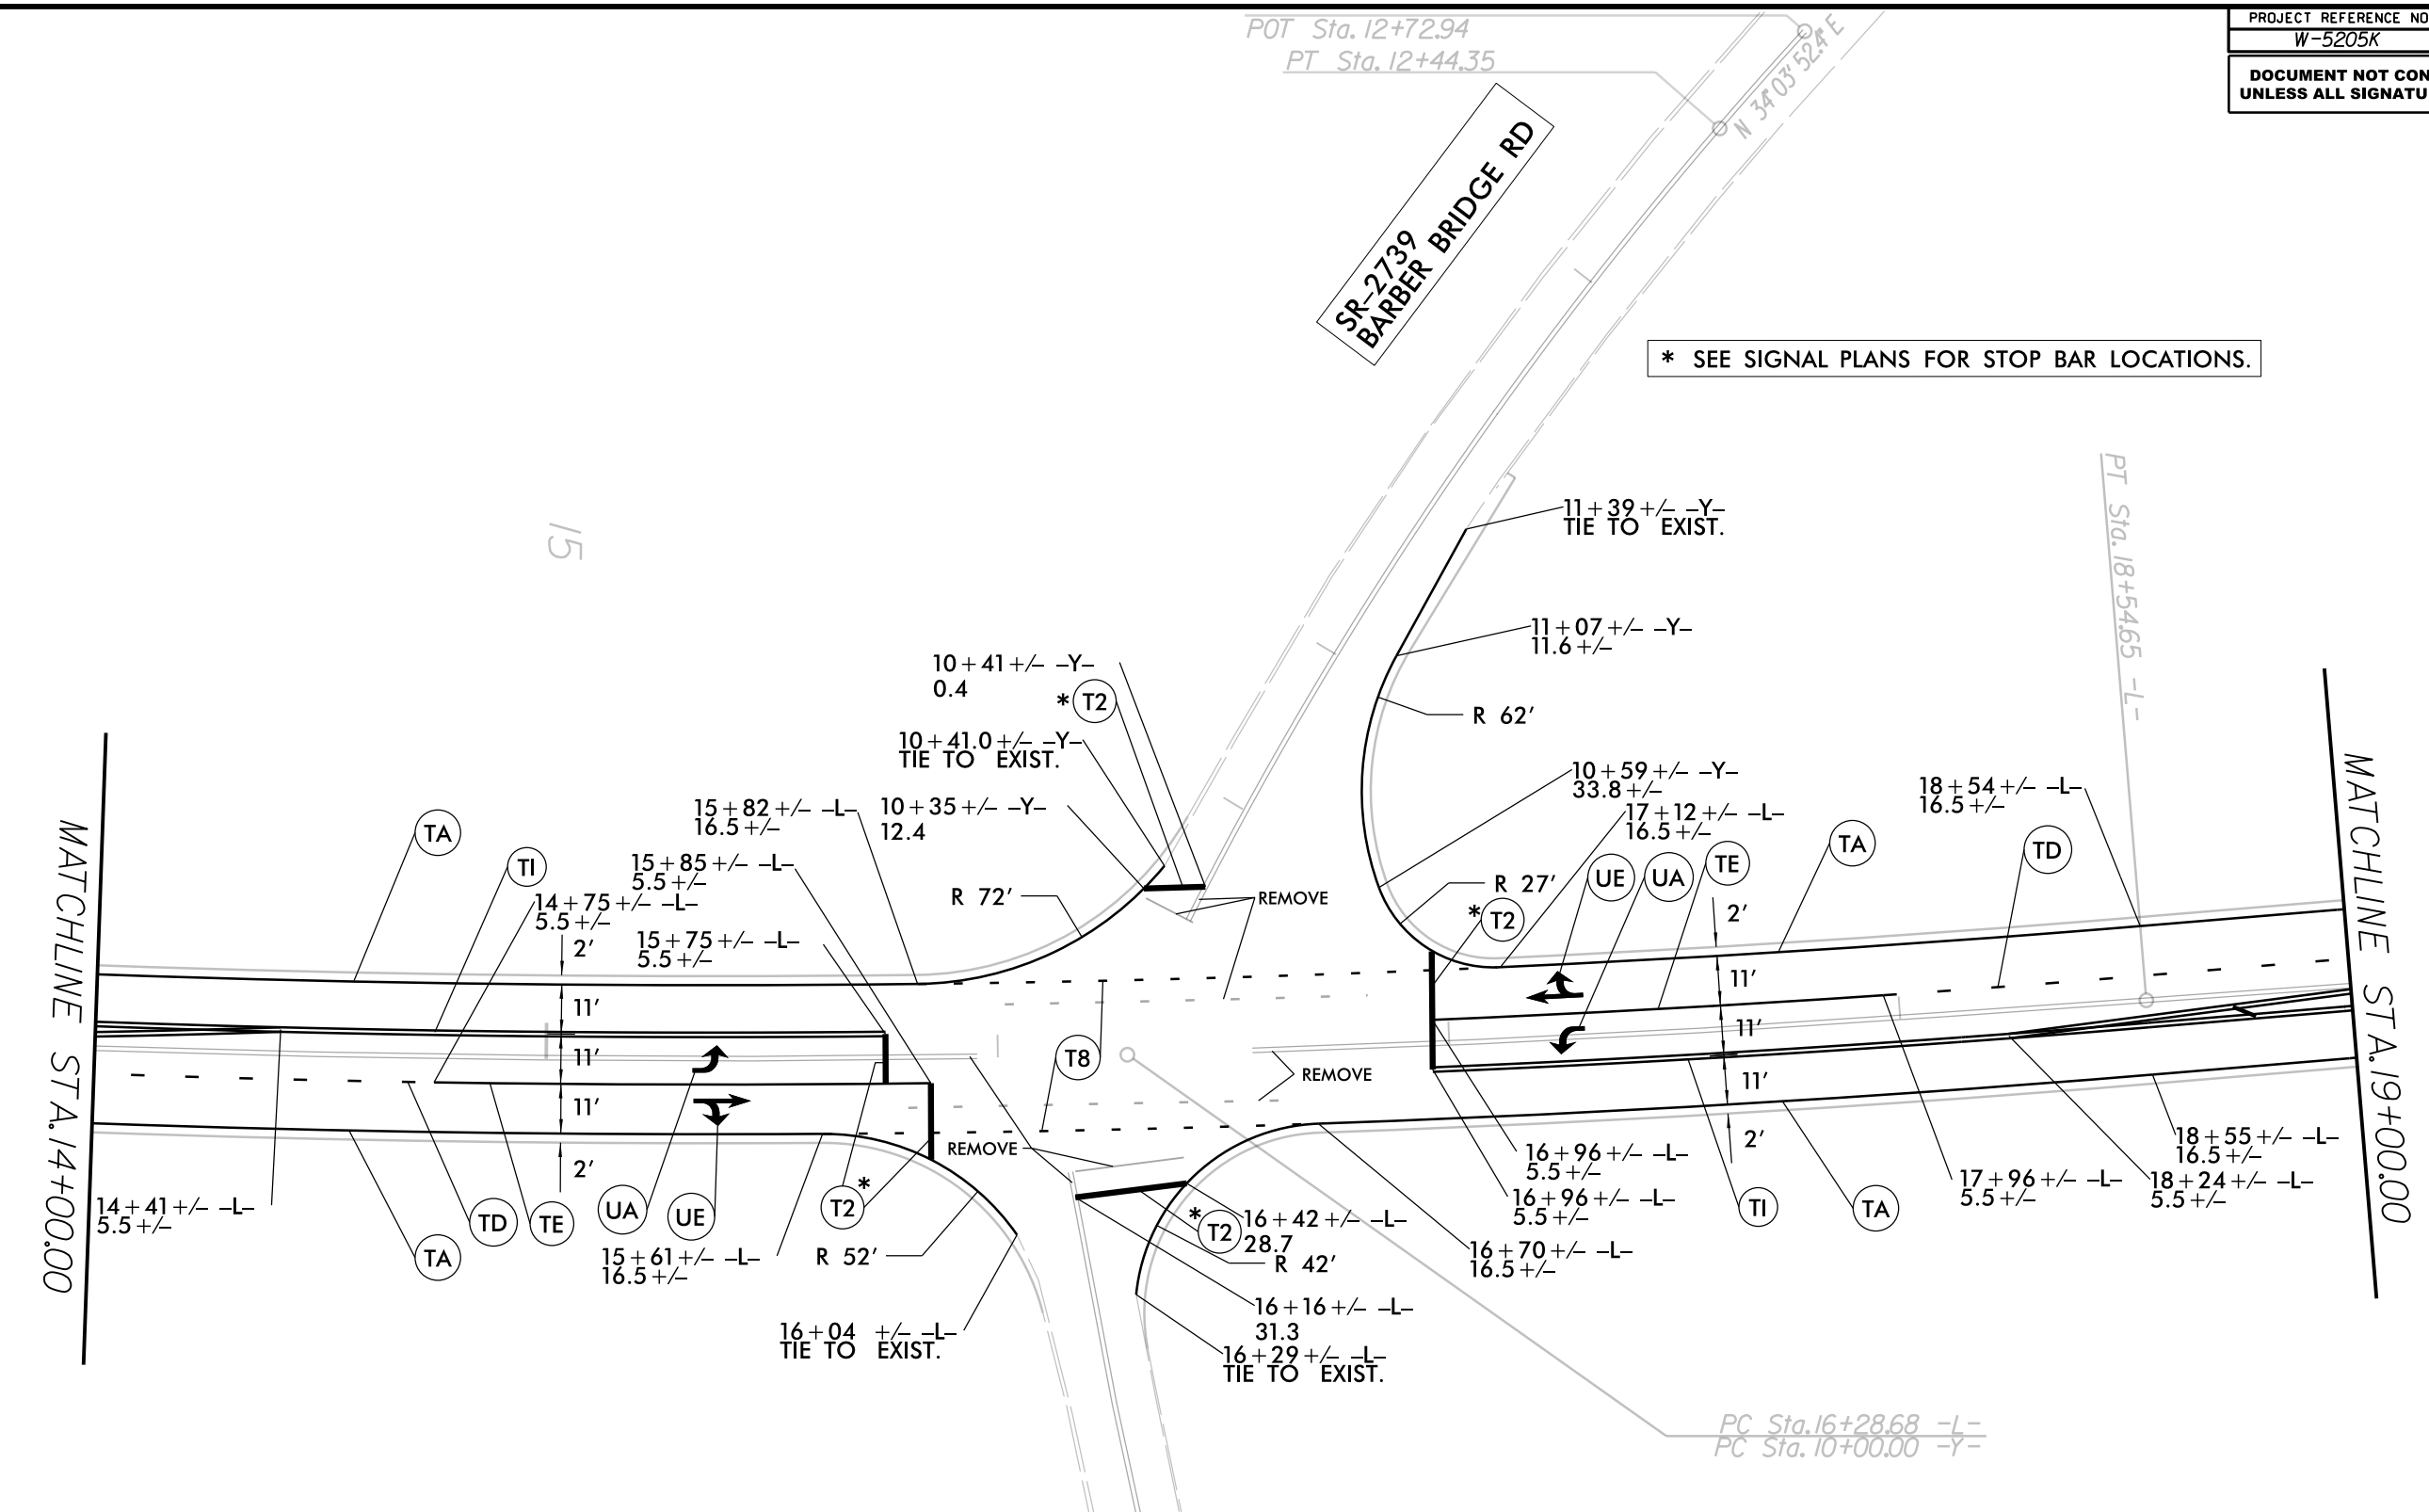 PROJECT REFERENCE NO
W-5205K
DOCUMENT NOT CON
UNLESS ALL SIGNATU
POT Sta. 12+72.94
PT Sta. 12+44.35
N 34°03'52.4" E
SR-2739
BARBER BRIDGE RD
* SEE SIGNAL PLANS FOR STOP BAR LOCATIONS.
15
11+39 +/- -Y-
TIE TO EXIST.
PT Sta. 18+54.65 -L-
11+07 +/- -Y-
11.6 +/-
10+41 +/- -Y-
0.4
* T2
R 62'
10+41.0 +/- -Y-
TIE TO EXIST.
10+59 +/- -Y-
33.8 +/-
18+54 +/- -L-
16.5 +/-
15+82 +/- -L-
16.5 +/-
10+35 +/- -Y-
12.4
17+12 +/- -L-
16.5 +/-
TA
TI
TA
TD
15+85 +/- -L-
5.5 +/-
UE
UA
TE
14+75 +/- -L-
5.5 +/-
R 72'
REMOVE
R 27'
* T2
2'
15+75 +/- -L-
5.5 +/-
2'
MATCHLINE STA. 14+00.00
MATCHLINE STA. 19+00.00
11'
11'
11'
11'
11'
11'
T8
REMOVE
2'
2'
REMOVE
14+41 +/- -L-
5.5 +/-
TD
TE
UA
UE
T2 *
TA
15+61 +/- -L-
16.5 +/-
R 52'
* T2
16+42 +/- -L-
28.7
R 42'
16+96 +/- -L-
5.5 +/-
16+96 +/- -L-
5.5 +/-
16+70 +/- -L-
16.5 +/-
TI
TA
17+96 +/- -L-
5.5 +/-
18+55 +/- -L-
16.5 +/-
18+24 +/- -L-
5.5 +/-
16+16 +/- -L-
31.3
16+04 +/- -L-
TIE TO EXIST.
16+29 +/- -L-
TIE TO EXIST.
PC Sta. 16+28.68 -L-
PC Sta. 10+00.00 -Y-